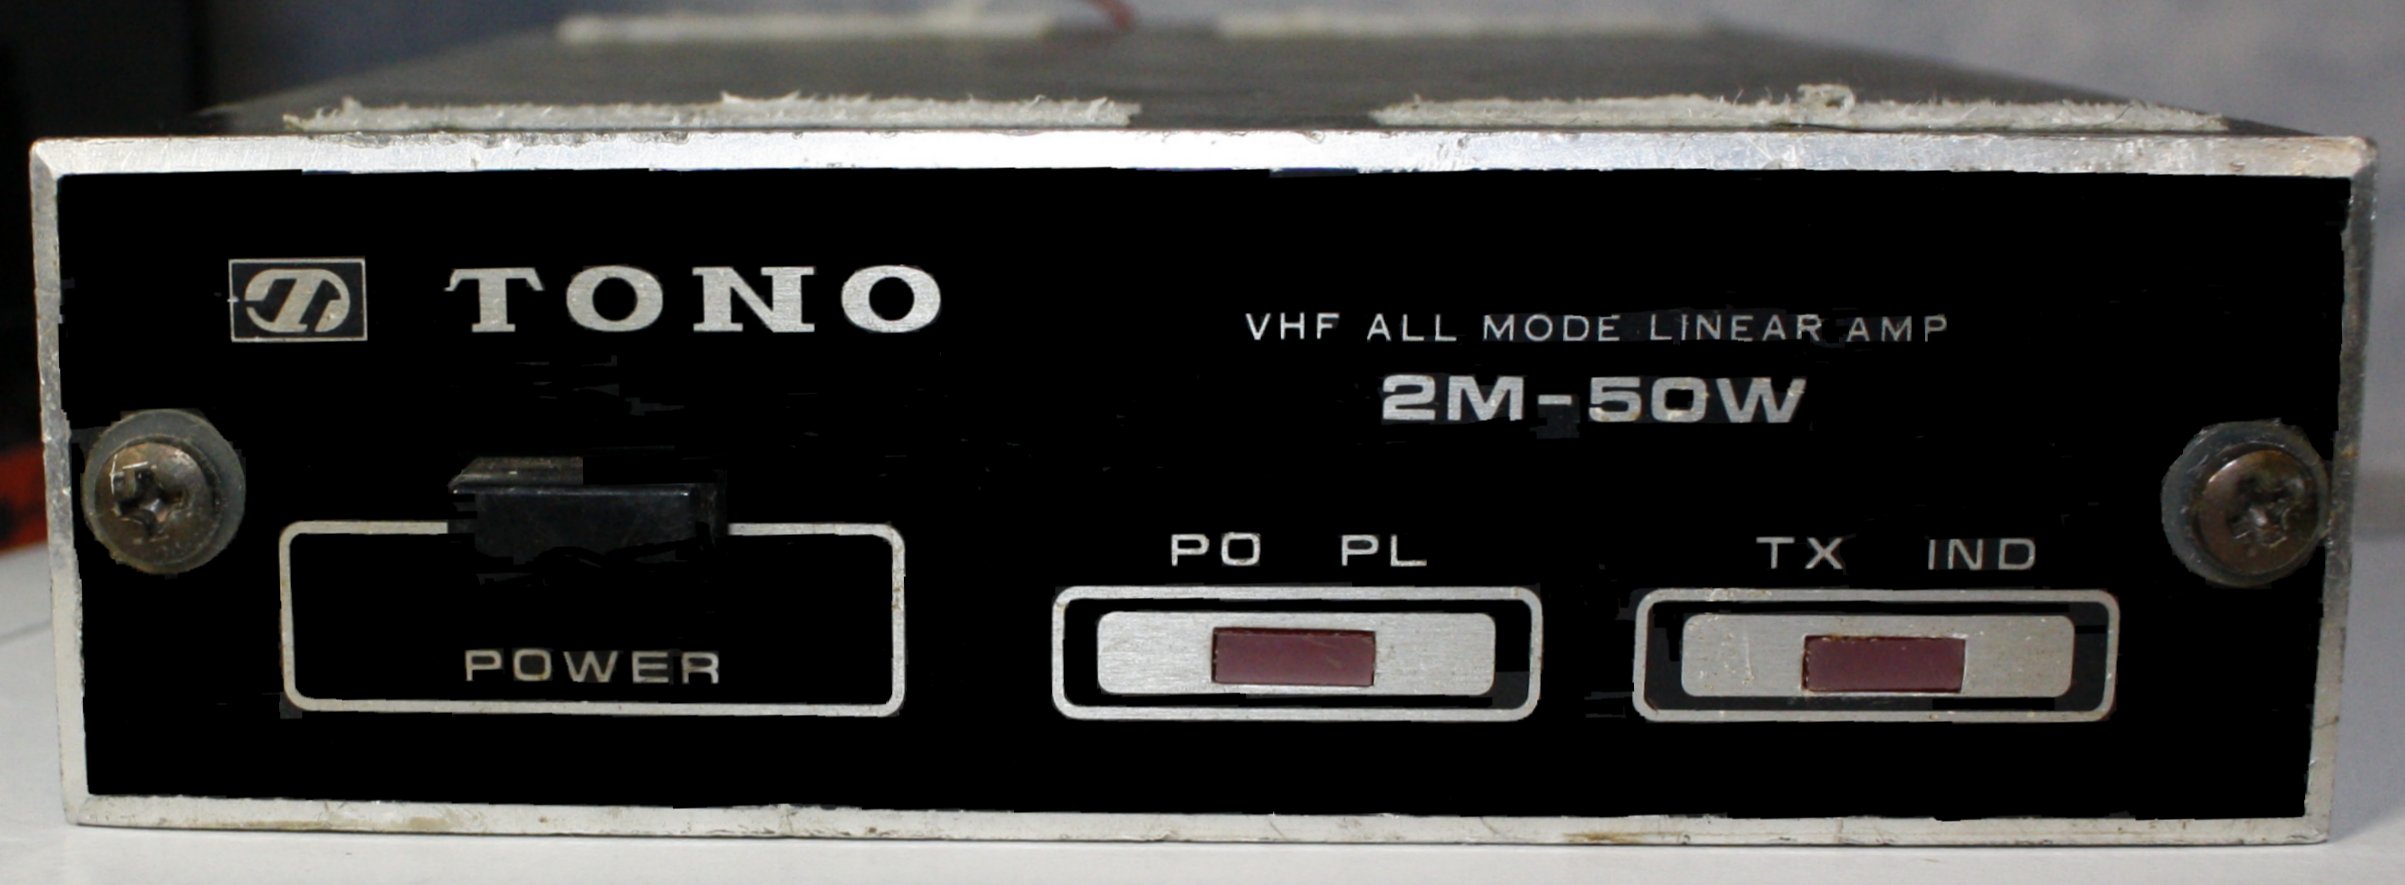 TONO
VHF ALL MODE LINEAR AMP
2M-50W
POWER
PO PL
TX IND